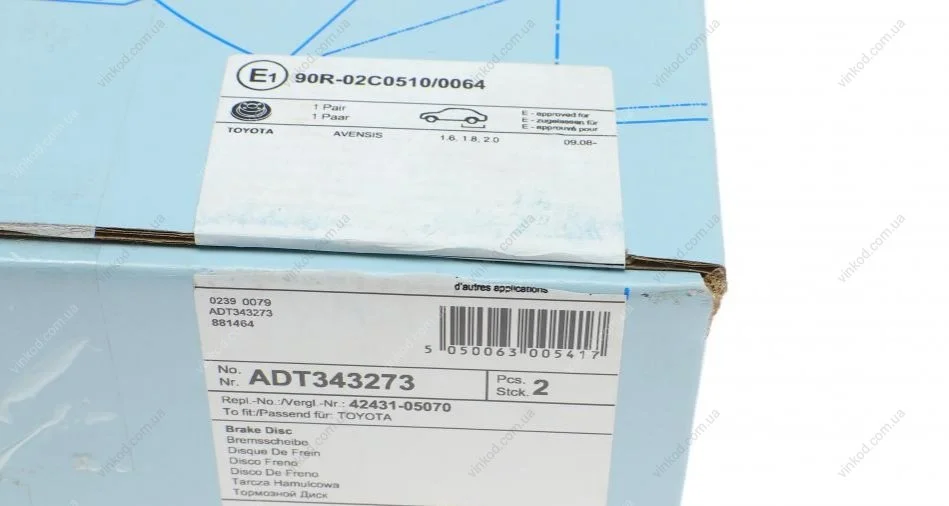 E1 90R-02C0510/0064
1 Pair
1 Paar
E - approved for
E - zugelassen für
E - approuvé pour
TOYOTA AVENSIS 1.6, 1.8, 2.0 09.08-
d'autres applications
0239 0079
ADT343273
881464
5 050063 005417
No.
Nr. ADT343273
Pcs.
Stck. 2
Repl.-No.:/Vergl.-Nr.: 42431-05070
To fit:/Passend für: TOYOTA
Brake Disc
Bremsscheibe
Disque De Frein
Disco Freno
Disco De Freno
Tarcza Hamulcowa
Тормозной Диск
vinkod.com.ua